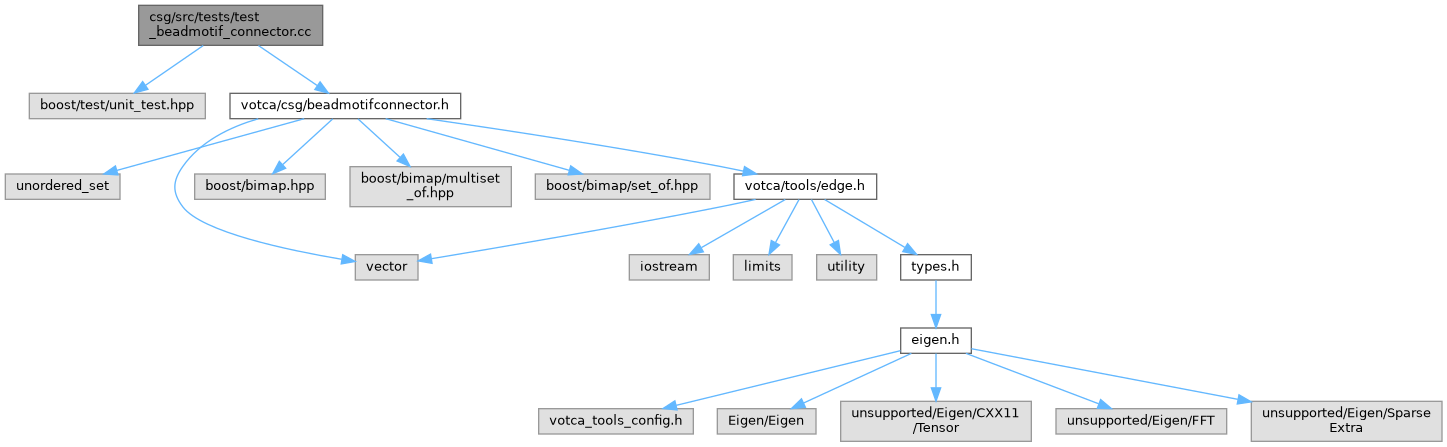 csg/src/tests/test
_beadmotif_connector.cc
boost/test/unit_test.hpp
votca/csg/beadmotifconnector.h
unordered_set
boost/bimap.hpp
boost/bimap/multiset
_of.hpp
boost/bimap/set_of.hpp
votca/tools/edge.h
vector
iostream
limits
utility
types.h
eigen.h
votca_tools_config.h
Eigen/Eigen
unsupported/Eigen/CXX11
/Tensor
unsupported/Eigen/FFT
unsupported/Eigen/Sparse
Extra